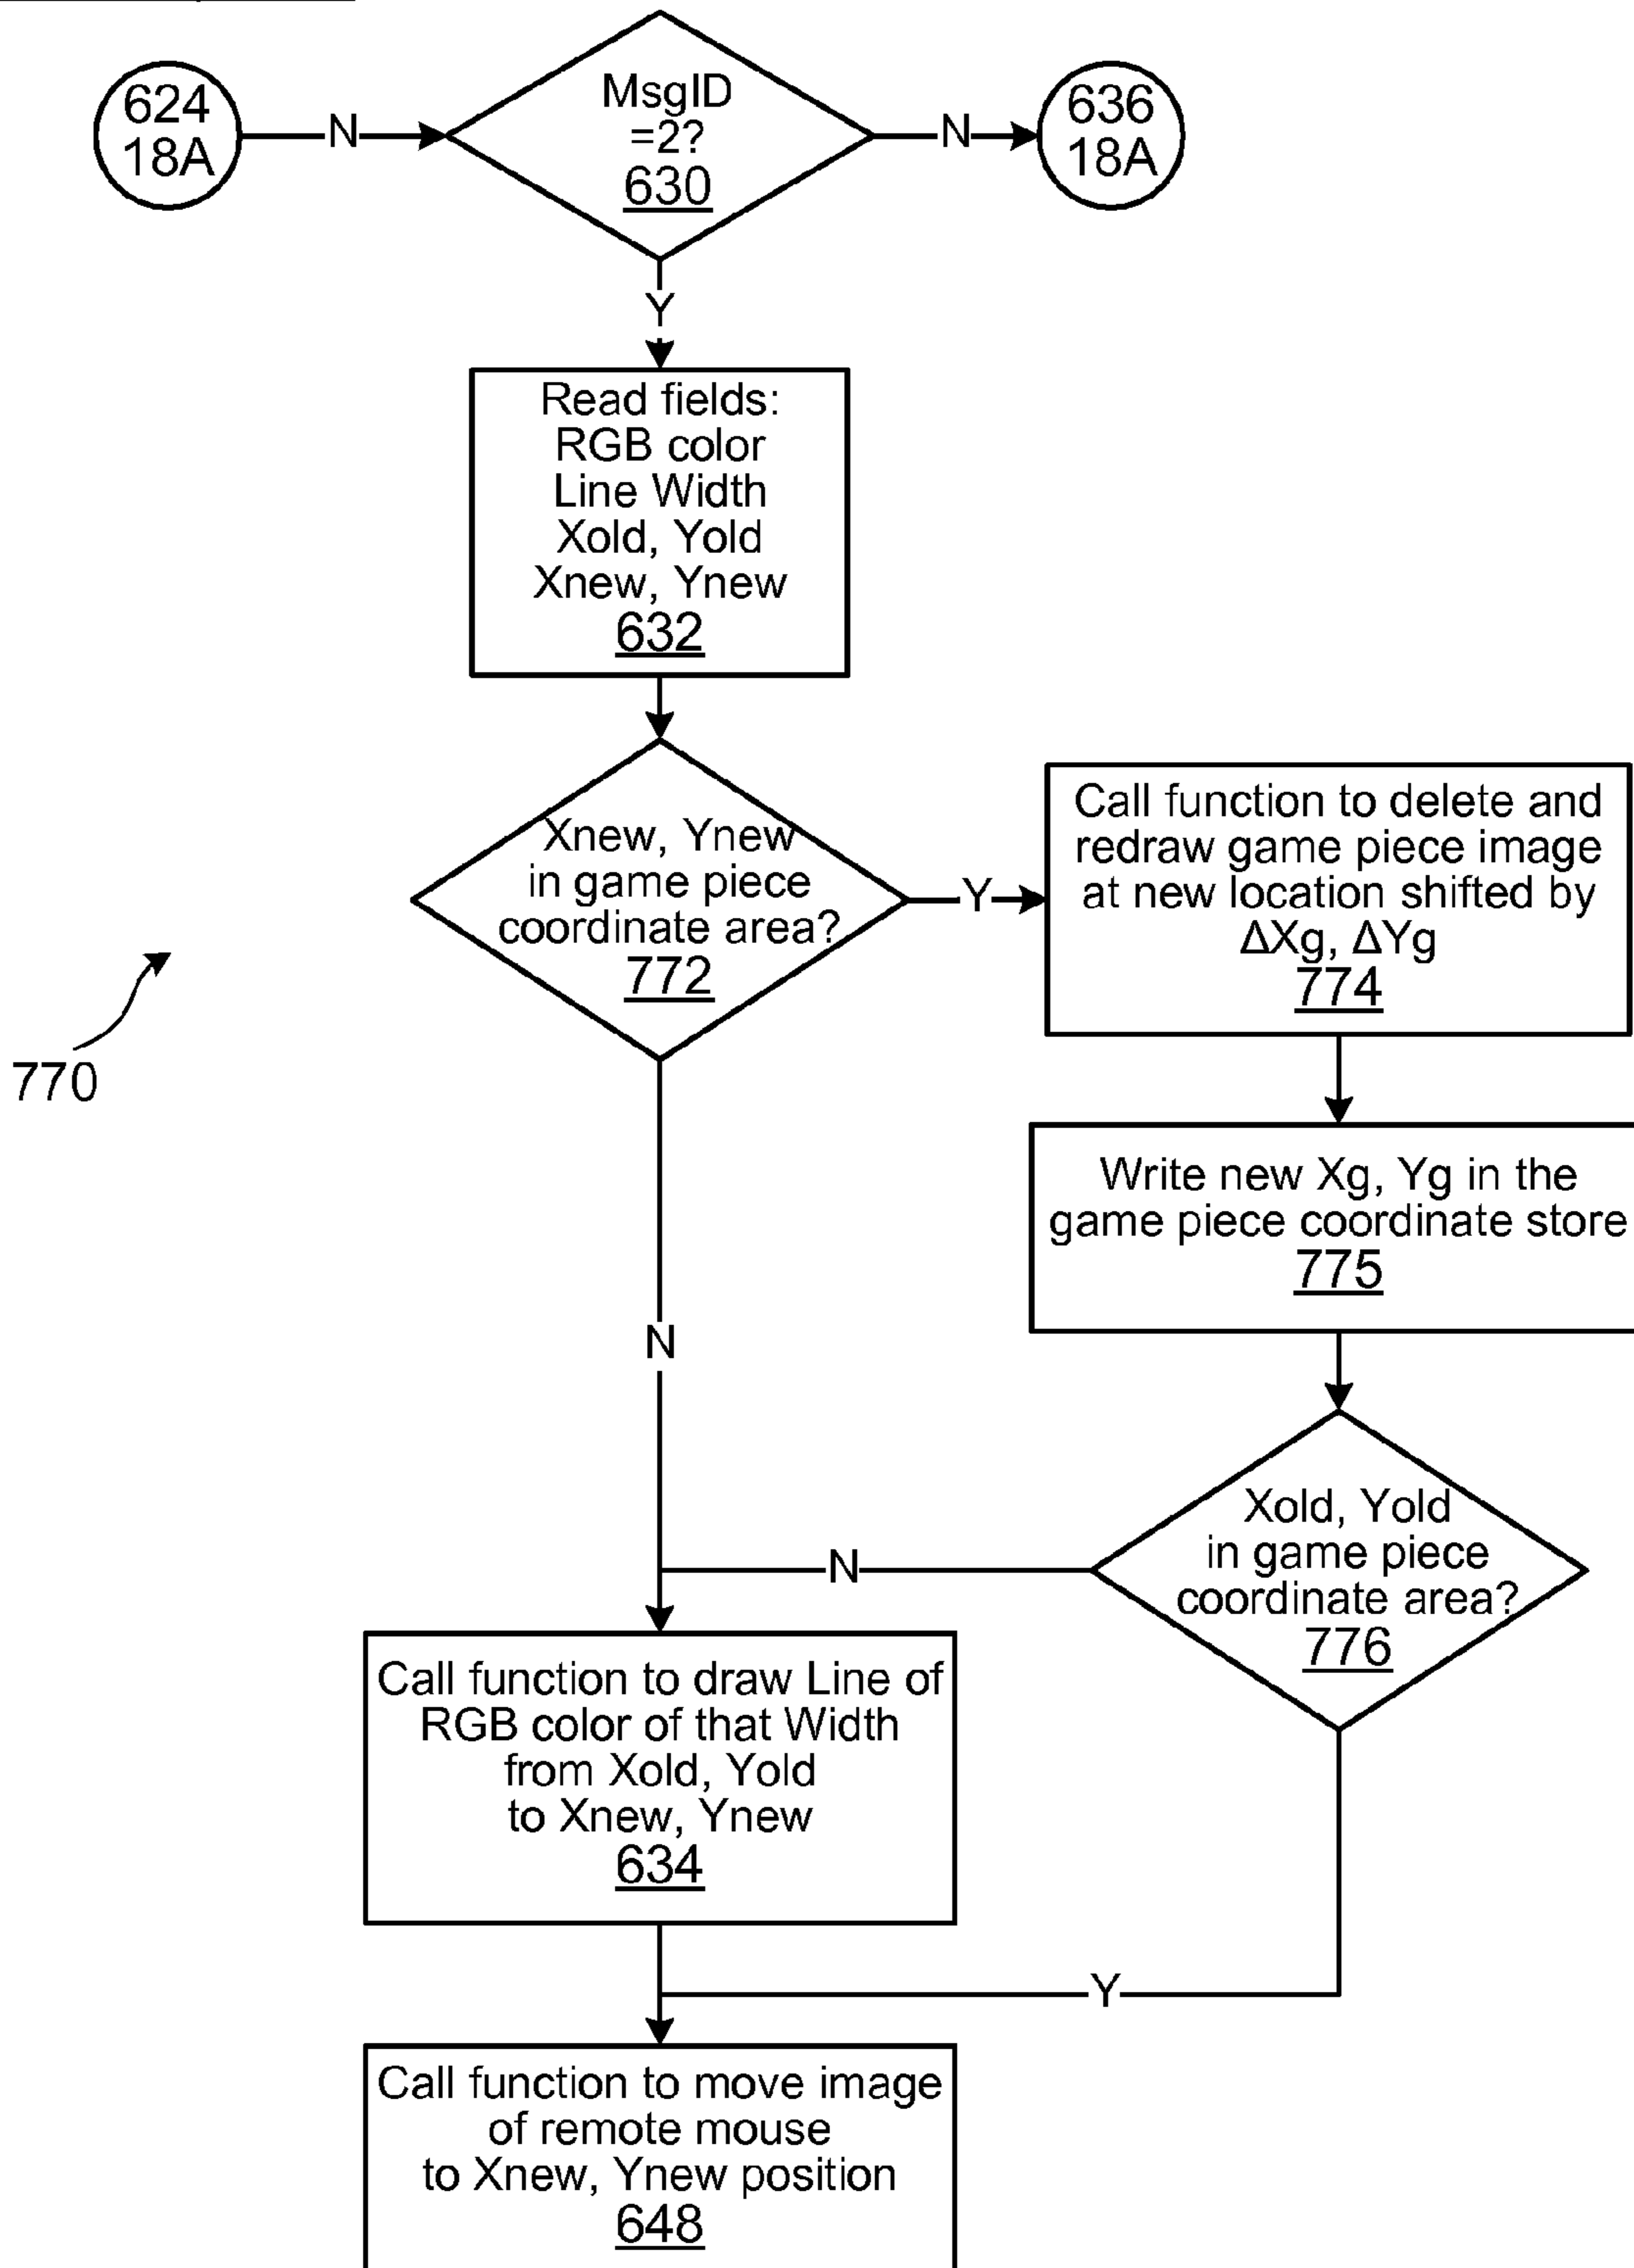 624
18A
N
MsgID
=2?
630
N
636
18A
Y
Read fields:
RGB color
Line Width
Xold, Yold
Xnew, Ynew
632
Xnew, Ynew
in game piece
coordinate area?
772
Y
Call function to delete and
redraw game piece image
at new location shifted by
ΔXg, ΔYg
774
770
Write new Xg, Yg in the
game piece coordinate store
775
N
Xold, Yold
in game piece
coordinate area?
776
N
Call function to draw Line of
RGB color of that Width
from Xold, Yold
to Xnew, Ynew
634
Y
Call function to move image
of remote mouse
to Xnew, Ynew position
648